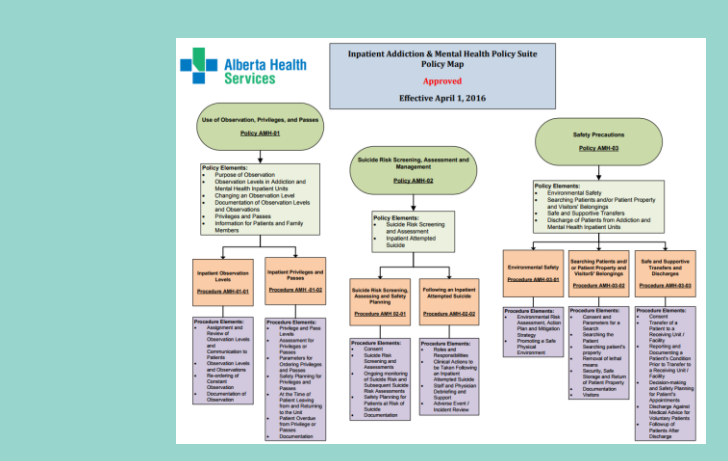 Alberta Health
Services
Inpatient Addiction & Mental Health Policy Suite
Policy Map
Approved
Effective April 1, 2016
Use of Observation, Privileges, and Passes
Policy AMH-01
Policy Elements:
• Purpose of Observation
• Observation Levels in Addiction and
Mental Health Inpatient Units
• Changing an Observation Level
• Documentation of Observation Levels
and Observations
• Privileges and Passes
• Information for Patients and Family
Members
Inpatient Observation
Levels
Procedure AMH-01-01
Procedure Elements:
• Assignment and
Review of
Observation Levels
and
Communication to
Patients
• Observation Levels
and Observations
• Re-ordering of
Constant
Observation
• Documentation of
Observation
Inpatient Privileges and
Passes
Procedure AMH -01-02
Procedure Elements:
• Privilege and Pass
Levels
• Assessment for
Privileges or
Passes
• Parameters for
Ordering Privileges
and Passes
• Safety Planning for
Privileges and
Passes
• At the Time of
Patient Leaving
from and Returning
to the Unit
• Patient Overdue
from Privilege or
Passes
• Documentation
Suicide Risk Screening, Assessment and
Management
Policy AMH-02
Policy Elements:
• Suicide Risk Screening
and Assessment
• Inpatient Attempted
Suicide
Suicide Risk Screening,
Assessing and Safety
Planning
Procedure AMH-02-01
Procedure Elements:
• Consent
• Suicide Risk
Screening and
Assessments
• Ongoing monitoring
of Suicide Risk and
Subsequent Suicide
Risk Assessments
• Safety Planning for
Patients at Risk of
Suicide
• Documentation
Following an Inpatient
Attempted Suicide
Procedure AMH-02-02
Procedure Elements:
• Roles and
Responsibilities
• Clinical Actions to
be Taken Following
an Inpatient
Attempted Suicide
• Staff and Physician
Debriefing and
Support
• Adverse Event /
Incident Review
Safety Precautions
Policy AMH-03
Policy Elements:
• Environmental Safety
• Searching Patients and/or Patient Property
and Visitors' Belongings
• Safe and Supportive Transfers
• Discharge of Patients from Addiction and
Mental Health Inpatient Units
Environmental Safety
Procedure AMH-03-01
Procedure Elements:
• Environmental Risk
Assessment, Action
Plan and Mitigation
Strategy
• Promoting a Safe
Physical
Environment
Searching Patients and/
or Patient Property and
Visitors' Belongings
Procedure AMH-03-02
Procedure Elements:
• Consent and
Parameters for a
Search
• Searching the
Patient
• Searching patient's
property
• Removal of lethal
means
• Security, Safe
Storage and Return
of Patient Property
• Documentation
• Visitors
Safe and Supportive
Transfers and
Discharges
Procedure AMH-03-03
Procedure Elements:
• Consent
• Transfer of a
Patient to a
Receiving Unit /
Facility
• Reporting and
Documenting a
Patient's Condition
Prior to Transfer to
a Receiving Unit /
Facility
• Decision-making
and Safety Planning
for Patient's
Appointments
• Discharge Against
Medical Advice for
Voluntary Patients
• Followup of
Patients After
Discharge